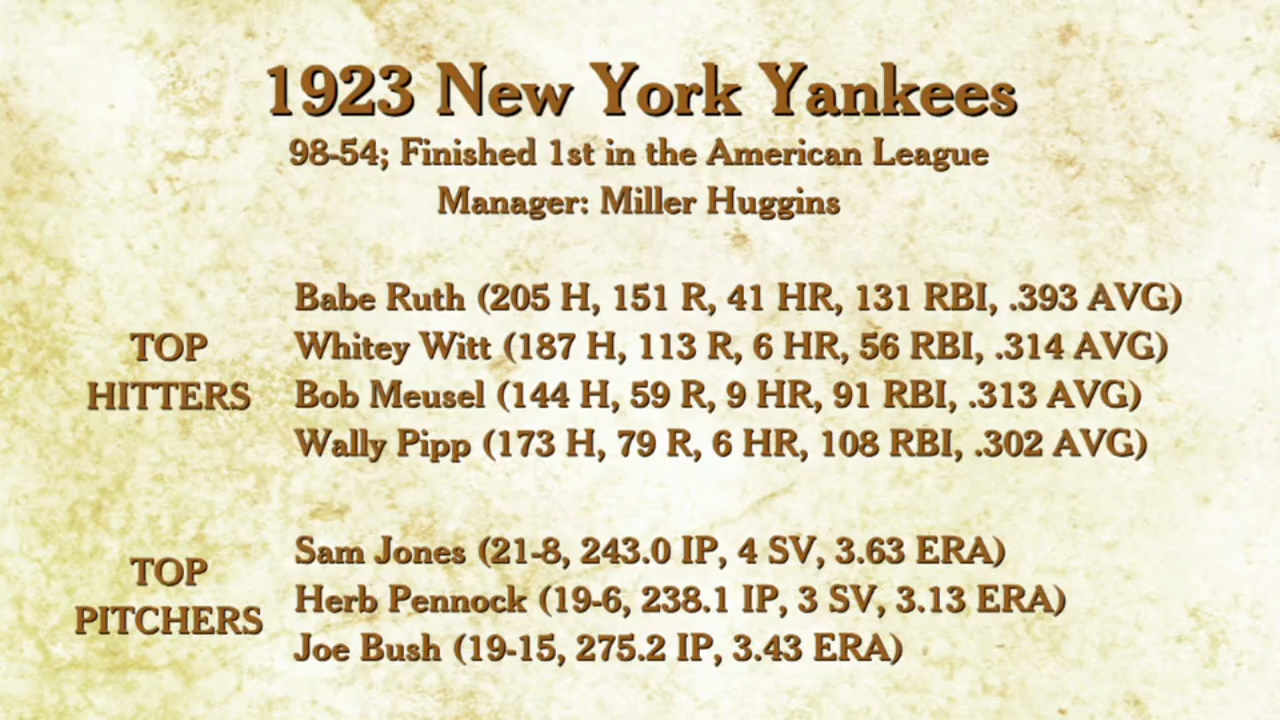 1923 New York Yankees
98-54; Finished 1st in the American League
Manager: Miller Huggins
TOP
HITTERS
Babe Ruth (205 H, 151 R, 41 HR, 131 RBI, .393 AVG)
Whitey Witt (187 H, 113 R, 6 HR, 56 RBI, .314 AVG)
Bob Meusel (144 H, 59 R, 9 HR, 91 RBI, .313 AVG)
Wally Pipp (173 H, 79 R, 6 HR, 108 RBI, .302 AVG)
TOP
PITCHERS
Sam Jones (21-8, 243.0 IP, 4 SV, 3.63 ERA)
Herb Pennock (19-6, 238.1 IP, 3 SV, 3.13 ERA)
Joe Bush (19-15, 275.2 IP, 3.43 ERA)